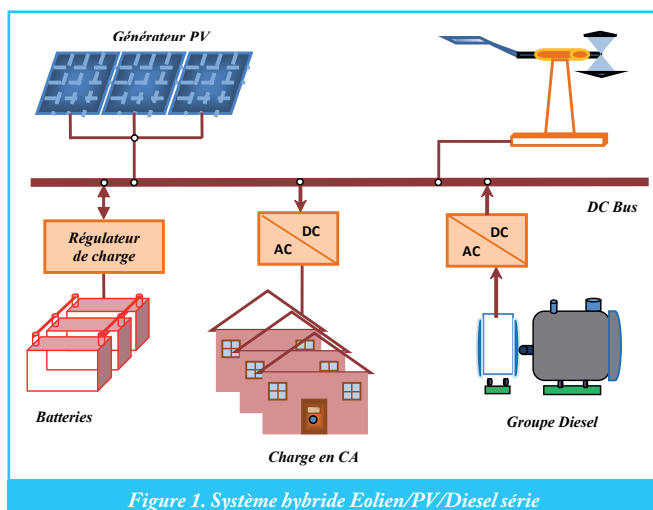 Générateur PV
DC Bus
Régulateur
de charge
DC
AC
DC
AC
Batteries
Charge en CA
Groupe Diesel
Figure 1. Système hybride Eolien/PV/Diesel série